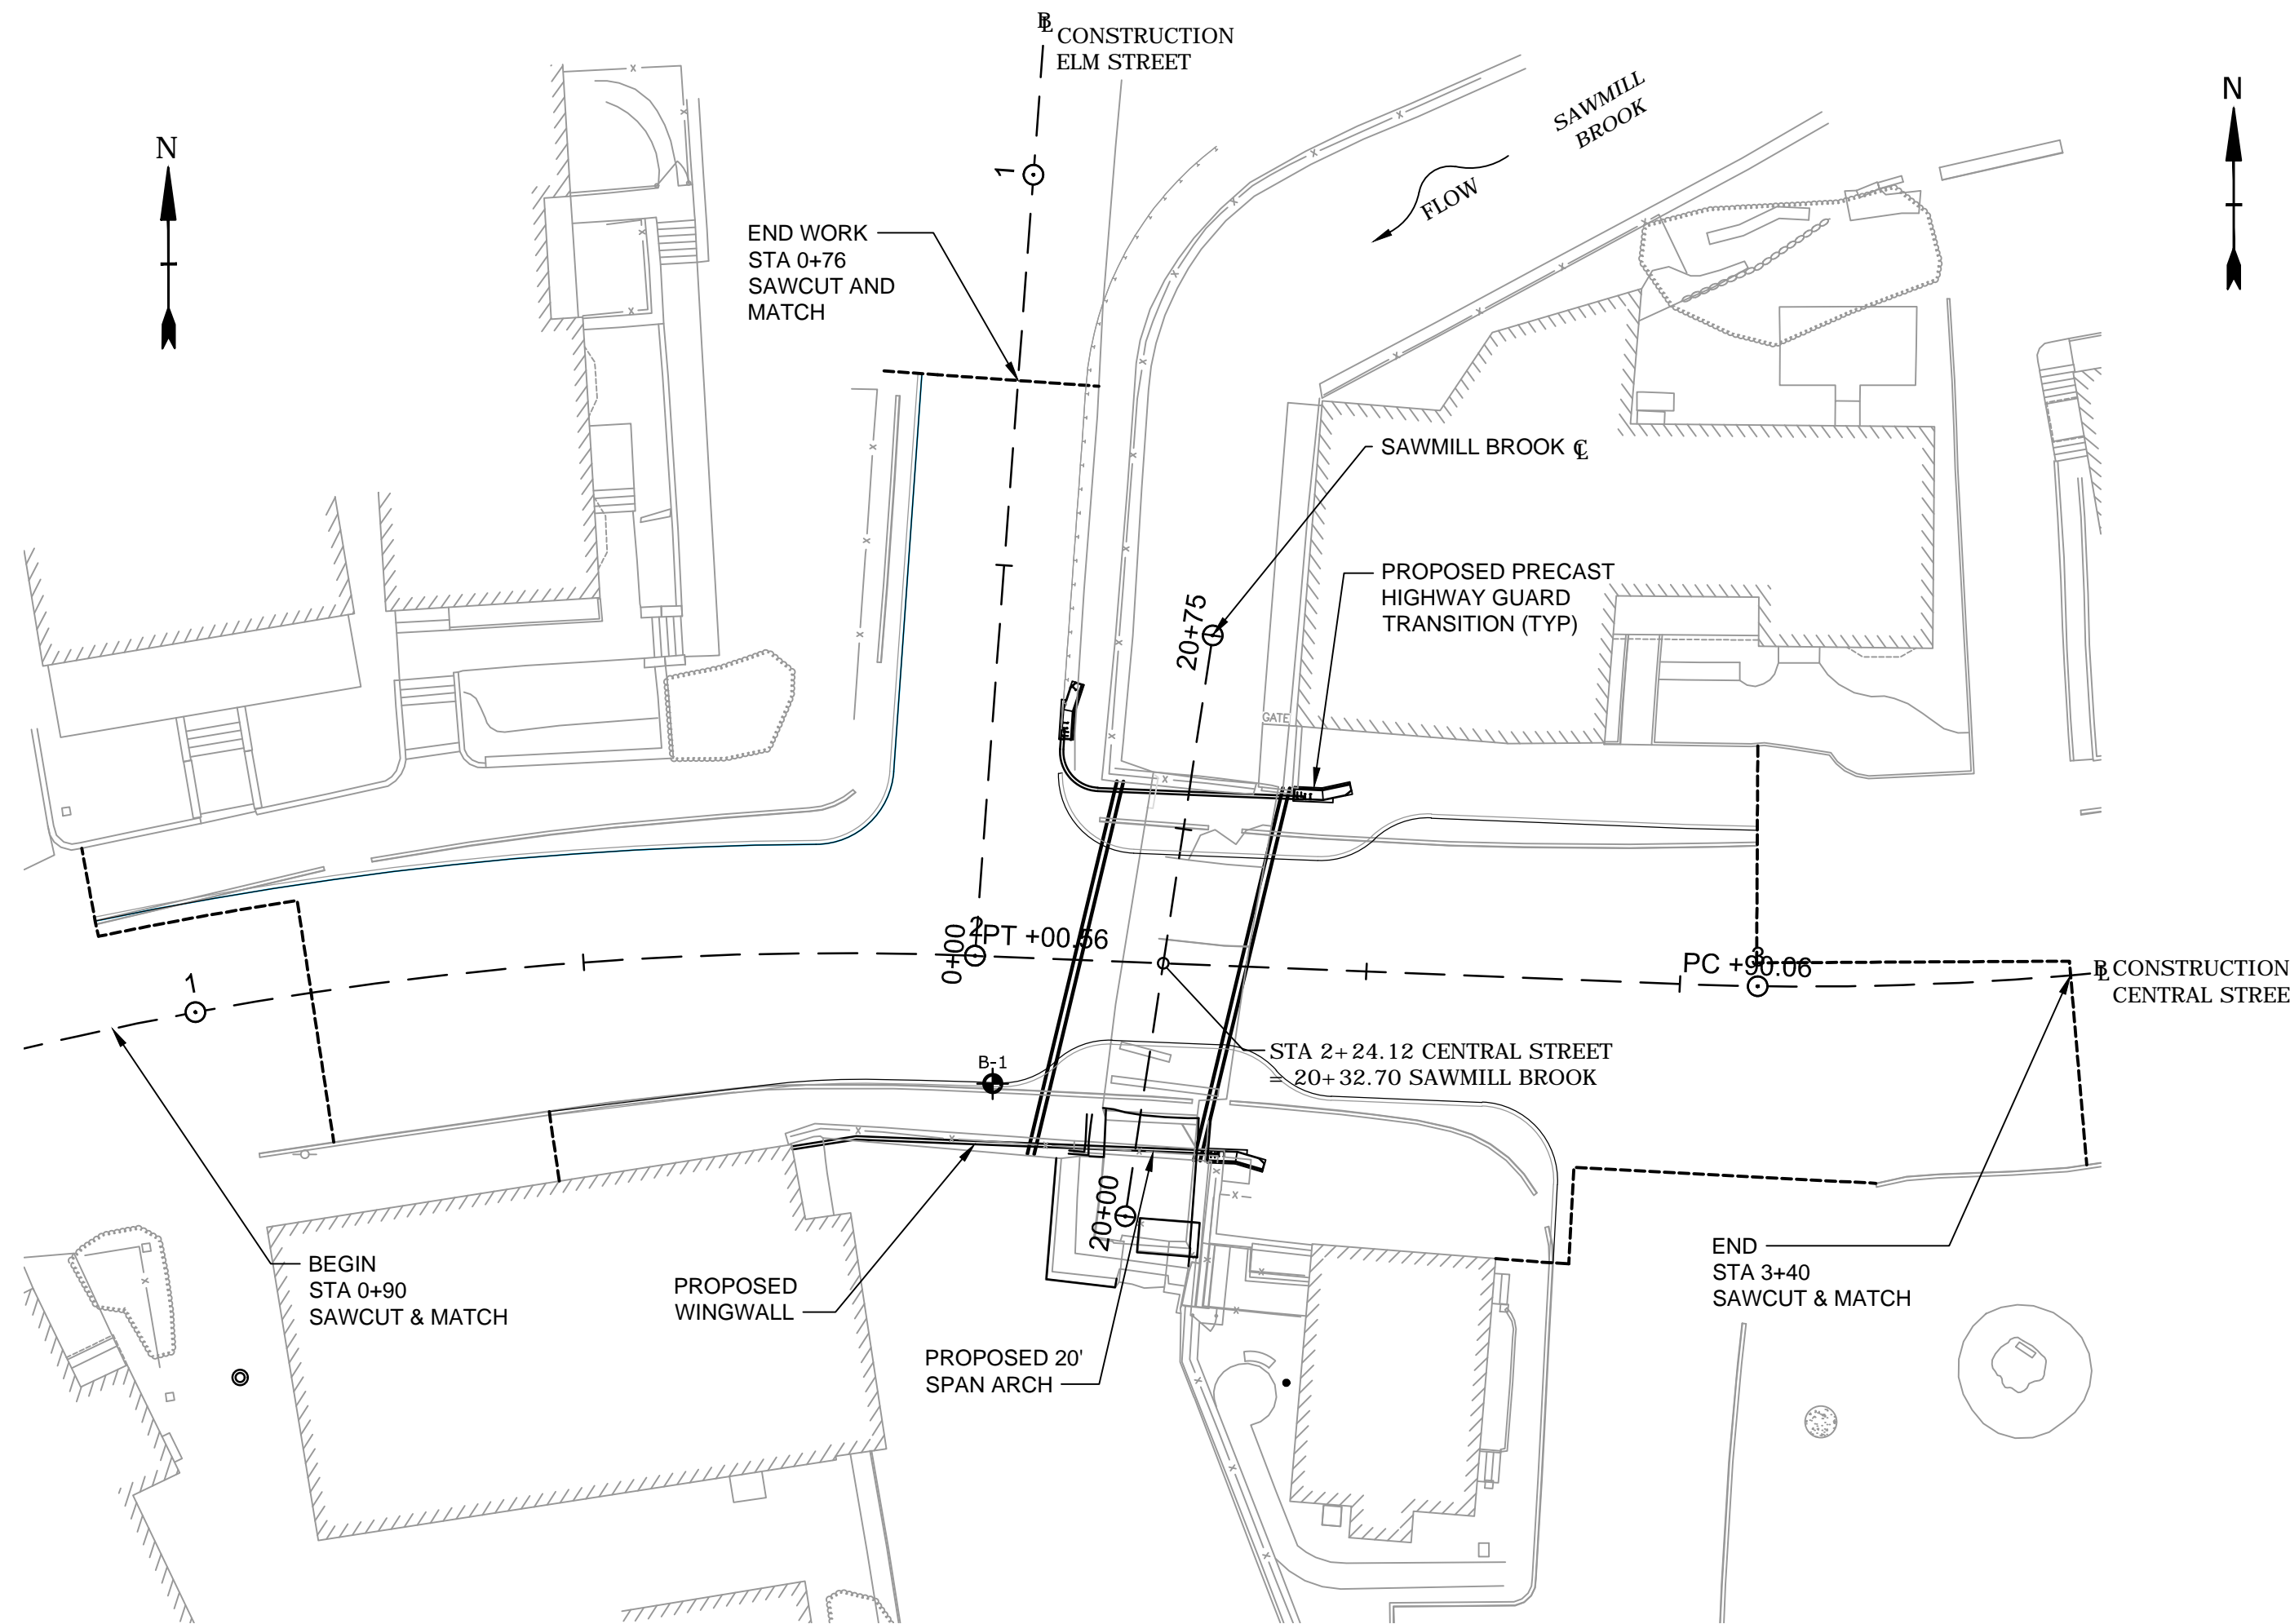 N
℄ CONSTRUCTION
ELM STREET
SAWMILL
BROOK
N
1
FLOW
END WORK
STA 0+76
SAWCUT AND
MATCH
SAWMILL BROOK ℄
PROPOSED PRECAST
HIGHWAY GUARD
TRANSITION (TYP)
20+75
GATE
0+00
2
PT +00.56
3
PC +90.06
1
CONSTRUCTION
CENTRAL STREE
STA 2+24.12 CENTRAL STREET
= 20+32.70 SAWMILL BROOK
B-1
20+00
BEGIN
STA 0+90
SAWCUT & MATCH
PROPOSED
WINGWALL
PROPOSED 20'
SPAN ARCH
END
STA 3+40
SAWCUT & MATCH